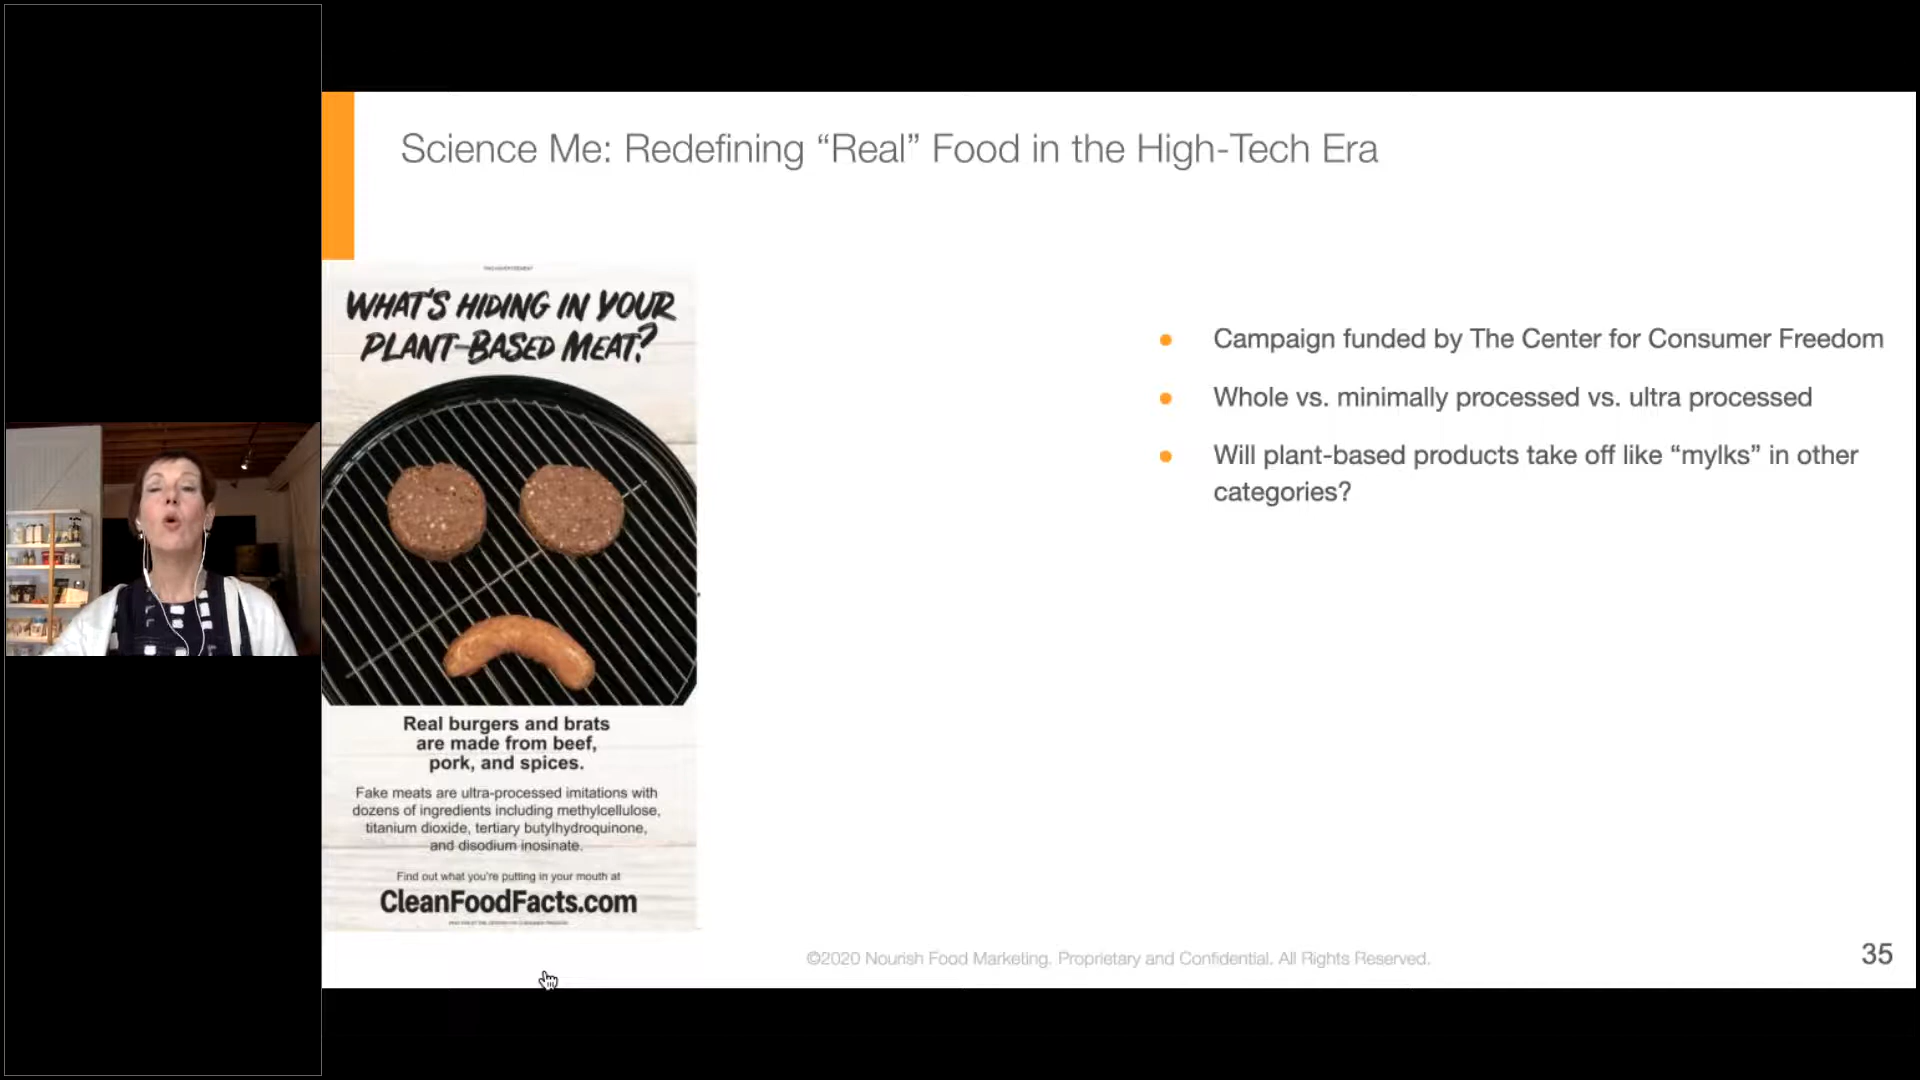 Science Me: Redefining “Real” Food in the High-Tech Era
WHAT'S HIDING IN YOUR
PLANT-BASED MEAT?
Real burgers and brats
are made from beef,
pork, and spices.
Fake meats are ultra-processed imitations with
dozens of ingredients including methylcellulose,
titanium dioxide, tertiary butylhydroquinone,
and disodium inosinate.
Find out what you're putting in your mouth at
CleanFoodFacts.com
Campaign funded by The Center for Consumer Freedom
Whole vs. minimally processed vs. ultra processed
Will plant-based products take off like “mylks” in other
categories?
©2020 Nourish Food Marketing. Proprietary and Confidential. All Rights Reserved.
35